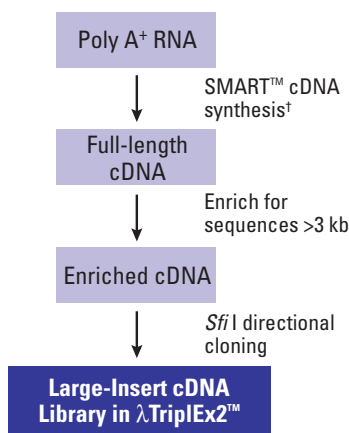 Poly A⁺ RNA
SMART™ cDNA
synthesis†
Full-length
cDNA
Enrich for
sequences >3 kb
Enriched cDNA
Sfi I directional
cloning
Large-Insert cDNA
Library in λTriplEx2™